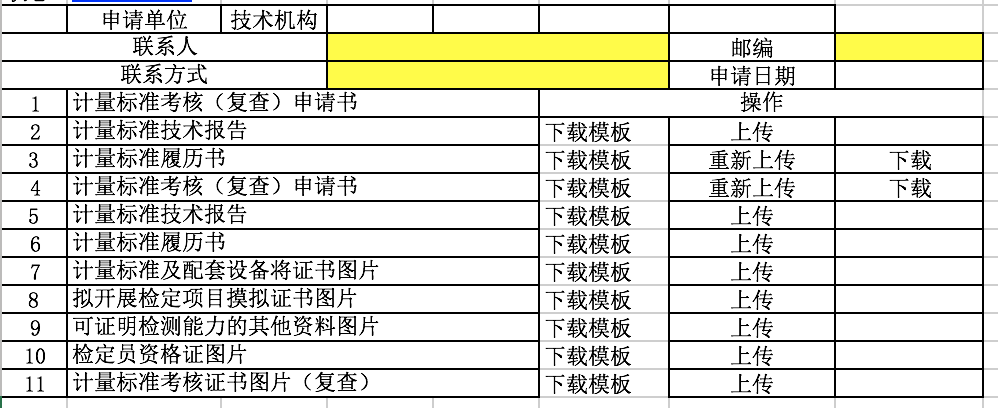 申请单位 技术机构
联系人 邮编
联系方式 申请日期
1 计量标准考核（复查）申请书 操作
2 计量标准技术报告 下载模板 上传
3 计量标准履历书 下载模板 重新上传 下载
4 计量标准考核（复查）申请书 下载模板 重新上传 下载
5 计量标准技术报告 下载模板 上传
6 计量标准履历书 下载模板 上传
7 计量标准及配套设备将证书图片 下载模板 上传
8 拟开展检定项目摸拟证书图片 下载模板 上传
9 可证明检测能力的其他资料图片 下载模板 上传
10 检定员资格证图片 下载模板 上传
11 计量标准考核证书图片（复查） 下载模板 上传